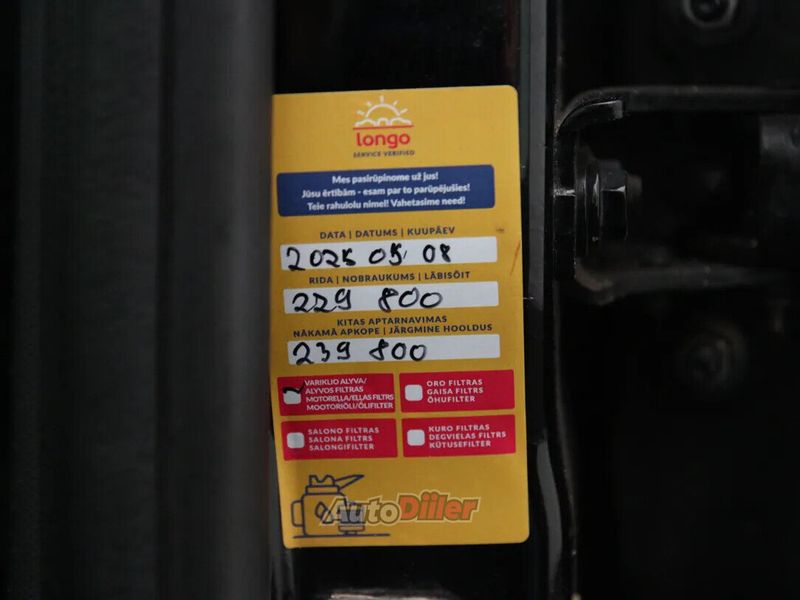 longo
SERVICE VERIFIED
Mes pasirūpinome už jus!
Jūsu ērtībām - esam par to parūpējušies!
Teie rahulolu nimel! Vahetasime need!
DATA | DATUMS | KUUPÄEV
2025 05 08
RIDA | NOBRAUKUMS | LÄBISÕIT
229 800
KITAS APTARNAVIMAS
NĀKAMĀ APKOPE | JÄRGMINE HOOLDUS
239 800
VARIKLIO ALYVA/
ALYVOS FILTRAS
MOTOREĻĻA/EĻĻAS FILTRS
MOOTORIÕLI/ÕLIFILTER
ORO FILTRAS
GAISA FILTRS
ÕHUFILTER
SALONO FILTRAS
SALONA FILTRS
SALONGIFILTER
KURO FILTRAS
DEGVIELAS FILTRS
KÜTUSEFILTER
AutoDiiler